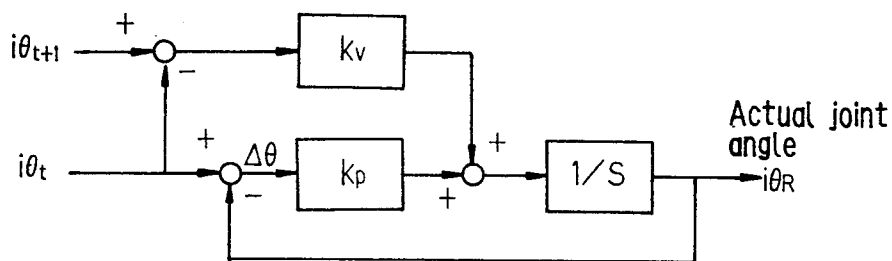 iθt+1
+
−
Kv
iθt
+
Δθ
−
Kp
+
+
1/S
Actual joint
angle
iθR